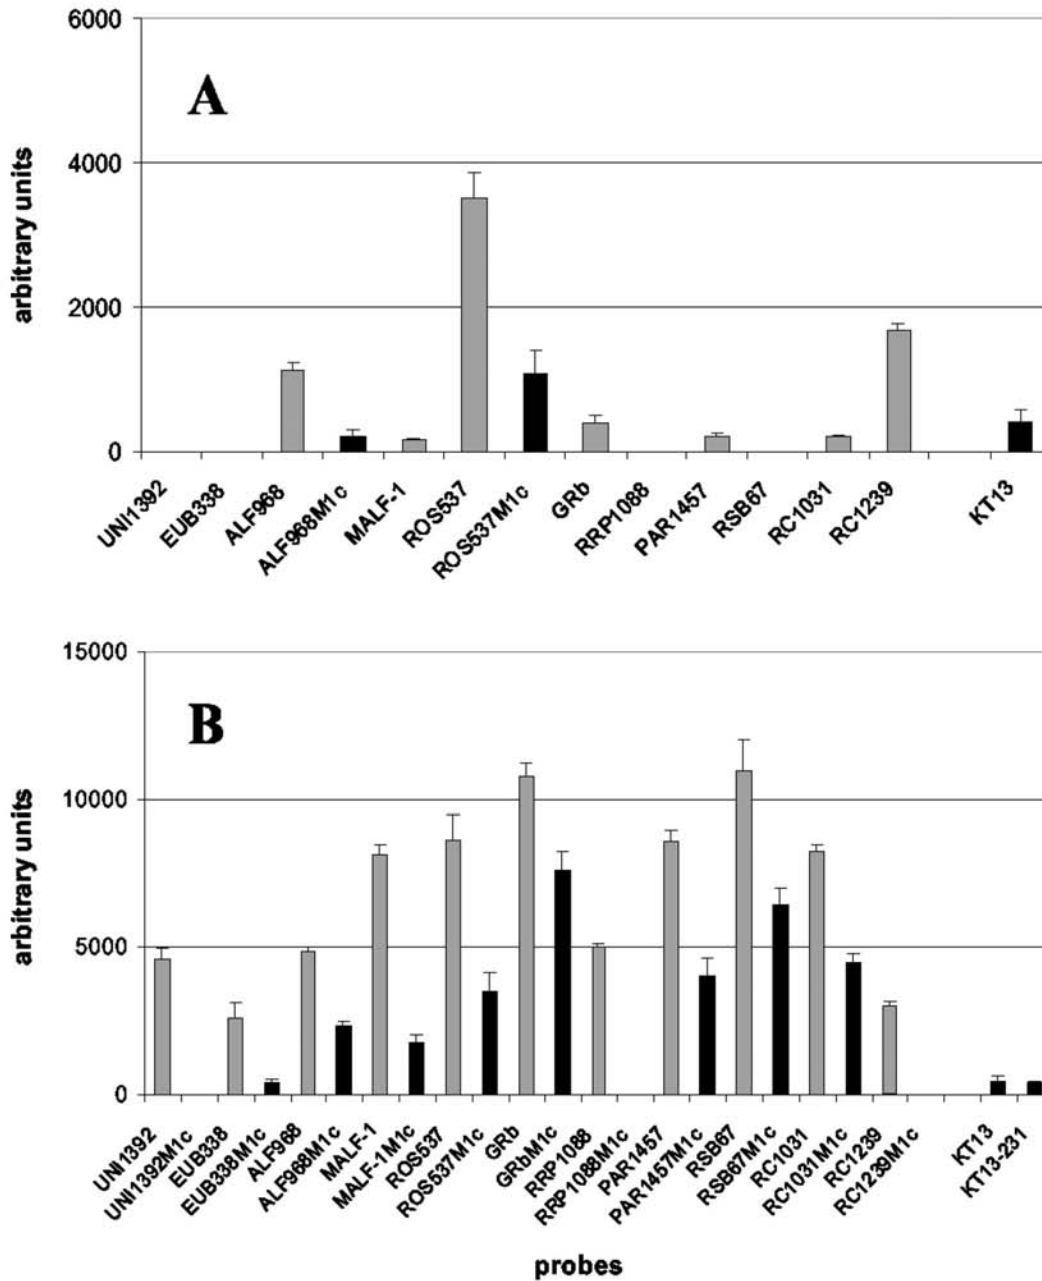 6000
A
4000
2000
0
arbitrary units
UNI1392
EUB338
ALF968
ALF968M1c
MALF-1
ROS537
ROS537M1c
GRb
RRP1088
PAR1457
RSB67
RC1031
RC1239
KT13
15000
B
10000
5000
0
arbitrary units
UNI1392
UNI1392M1c
EUB338
EUB338M1c
ALF968
ALF968M1c
MALF-1
MALF-1M1c
ROS537
ROS537M1c
GRb
GRbM1c
RRP1088
RRP1088M1c
PAR1457
PAR1457M1c
RSB67
RSB67M1c
RC1031
RC1031M1c
RC1239
RC1239M1c
KT13
KT13-231
probes